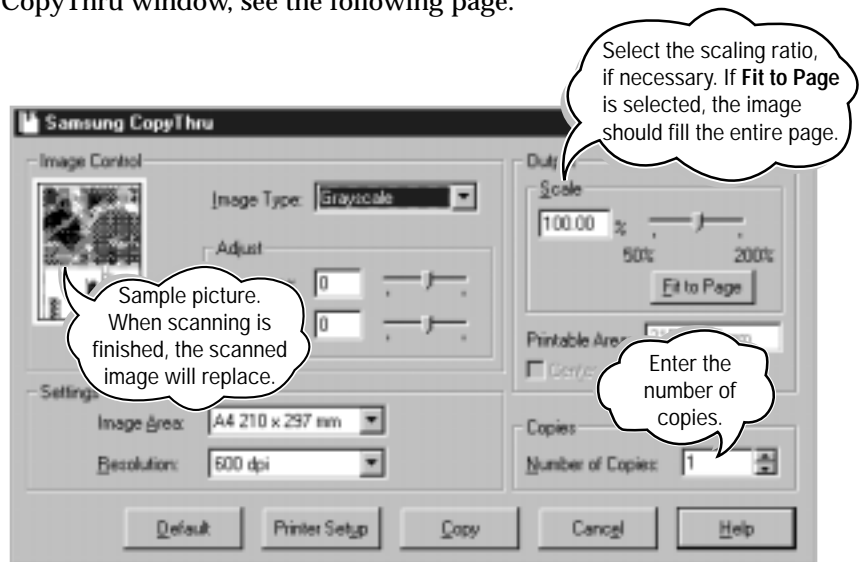 CopyThru window, see the following page.
Select the scaling ratio,
if necessary. If Fit to Page
is selected, the image
should fill the entire page.
Samsung CopyThru
Image Control
Image Type: Grayscale
Adjust
0
0
Sample picture.
When scanning is
finished, the scanned
image will replace.
Settings
Image Area: A4 210 x 297 mm
Resolution: 600 dpi
Scale
100.00 %
50% 200%
Fit to Page
Printable Area:
Enter the
number of
copies.
Copies
Number of Copies: 1
Default Printer Setup Copy Cancel Help